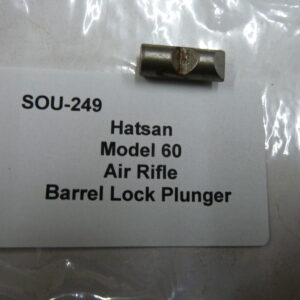 SOU-249
Hatsan
Model 60
Air Rifle
Barrel Lock Plunger